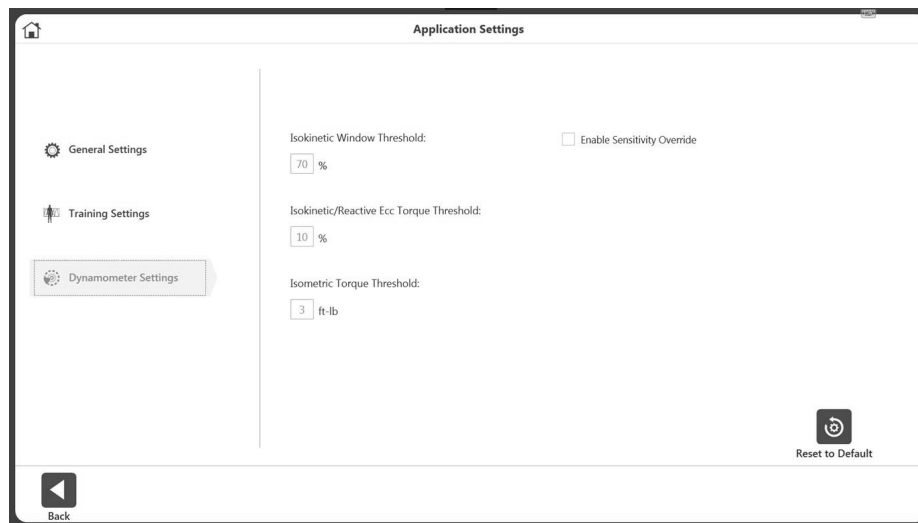 Application Settings
General Settings
Training Settings
Dynamometer Settings
Isokinetic Window Threshold:
70 %
Enable Sensitivity Override
Isokinetic/Reactive Ecc Torque Threshold:
10 %
Isometric Torque Threshold:
3 ft-lb
Reset to Default
Back